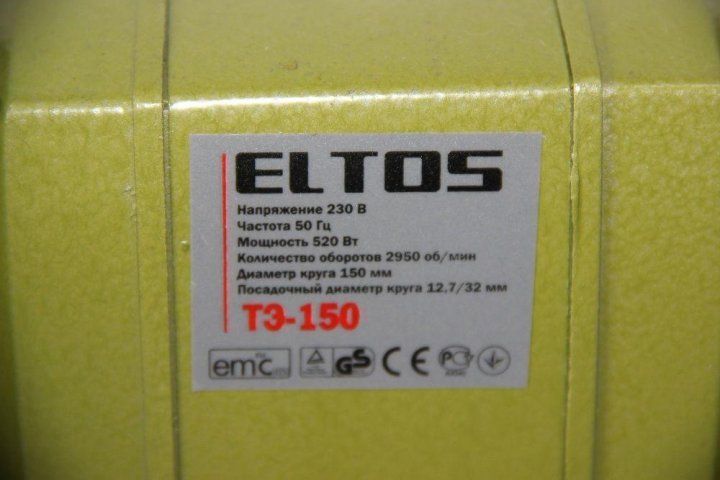 ELTOS
Напряжение 230 В
Частота 50 Гц
Мощность 520 Вт
Количество оборотов 2950 об/мин
Диаметр круга 150 мм
Посадочный диаметр круга 12,7/32 мм
ТЭ-150
emc GS CE